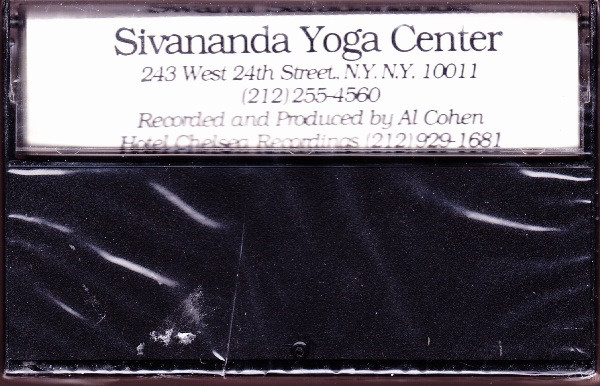 Sivananda Yoga Center
243 West 24th Street,. N.Y. N.Y. 10011
(212) 255-4560
Recorded and Produced by Al Cohen
Hotel Chelsea Recordings (212) 929-1681